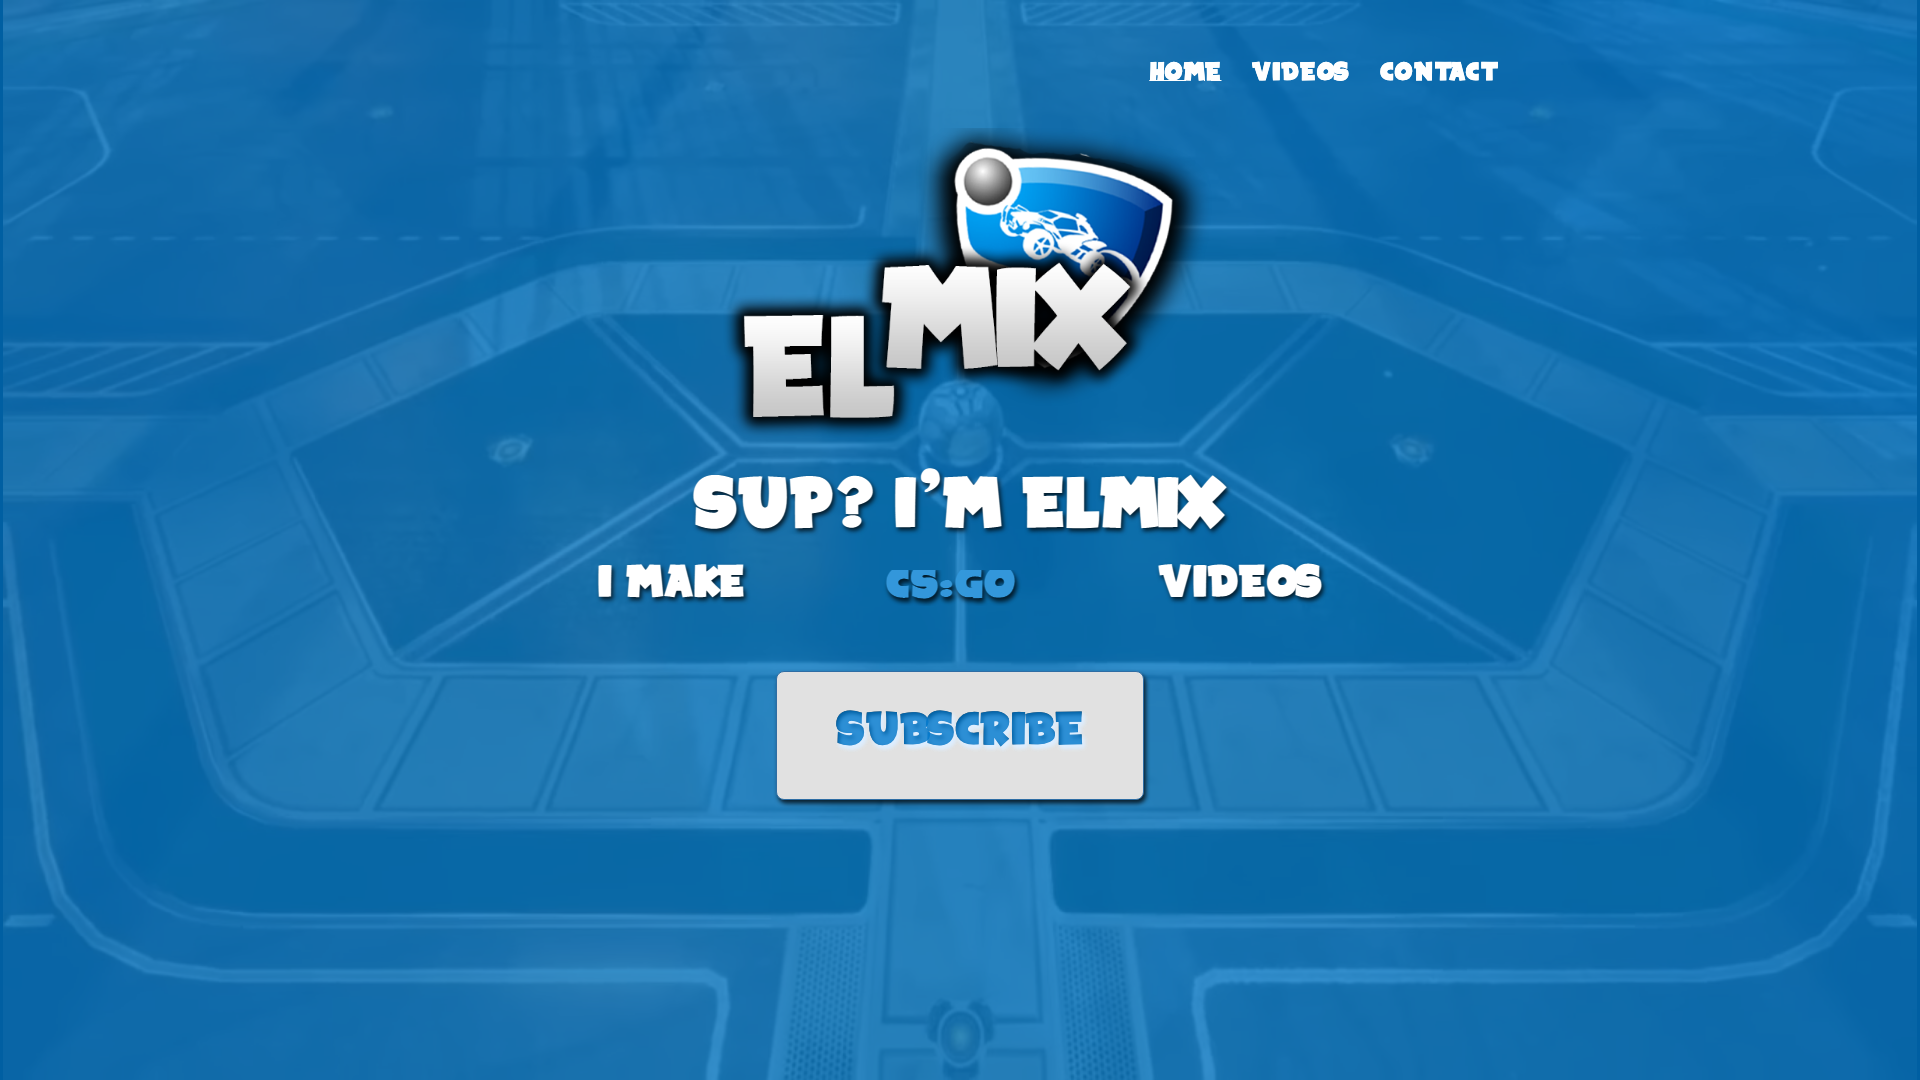 HOME VIDEOS CONTACT
ELMIX
SUP? I'M ELMIX
I MAKE CS:GO VIDEOS
SUBSCRIBE